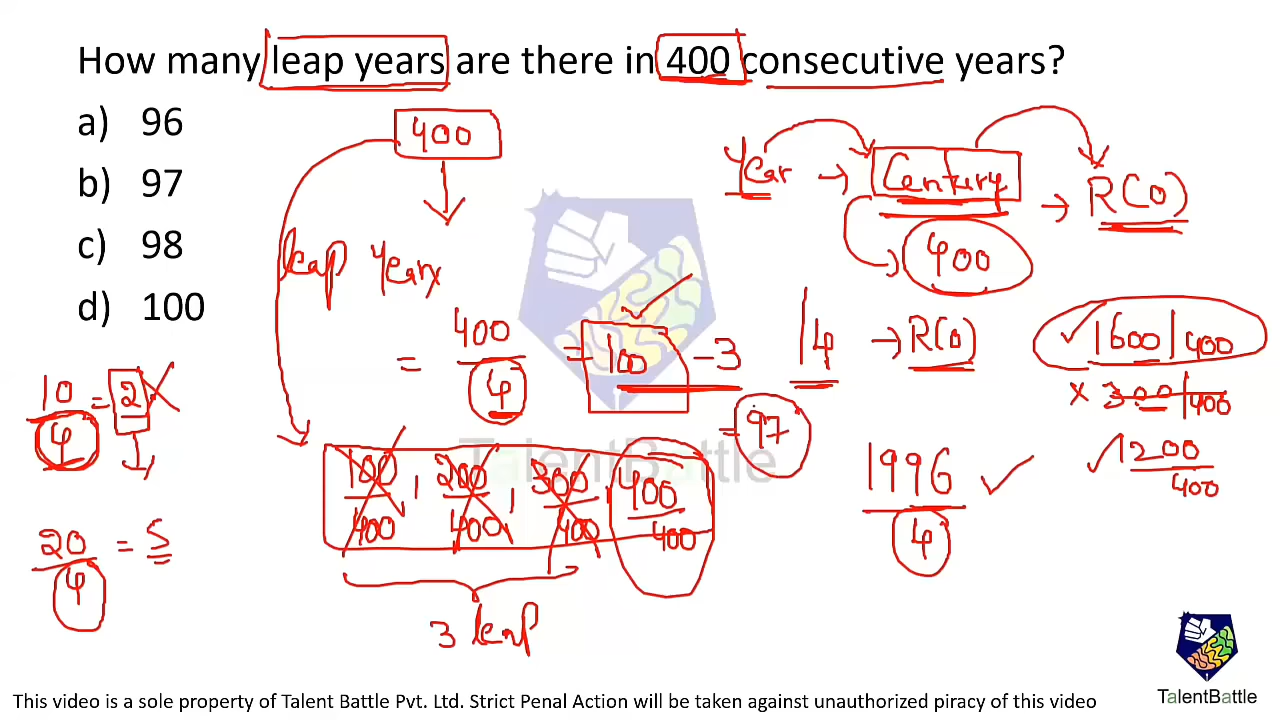 How many leap years are there in 400 consecutive years?
a) 96
b) 97
c) 98
d) 100
400
Year → Century → R(0)
400
leap years
= 400/4 = 100 - 3
= 97
/4 → R(0)
✓1600/400
× 300/400
✓1200/400
10/4 = 2 ×
20/4 = 5
100/400, 200/400, 300/400, 400/400
3 leap
1996/4 ✓
TalentBattle
TalentBattle
This video is a sole property of Talent Battle Pvt. Ltd. Strict Penal Action will be taken against unauthorized piracy of this video